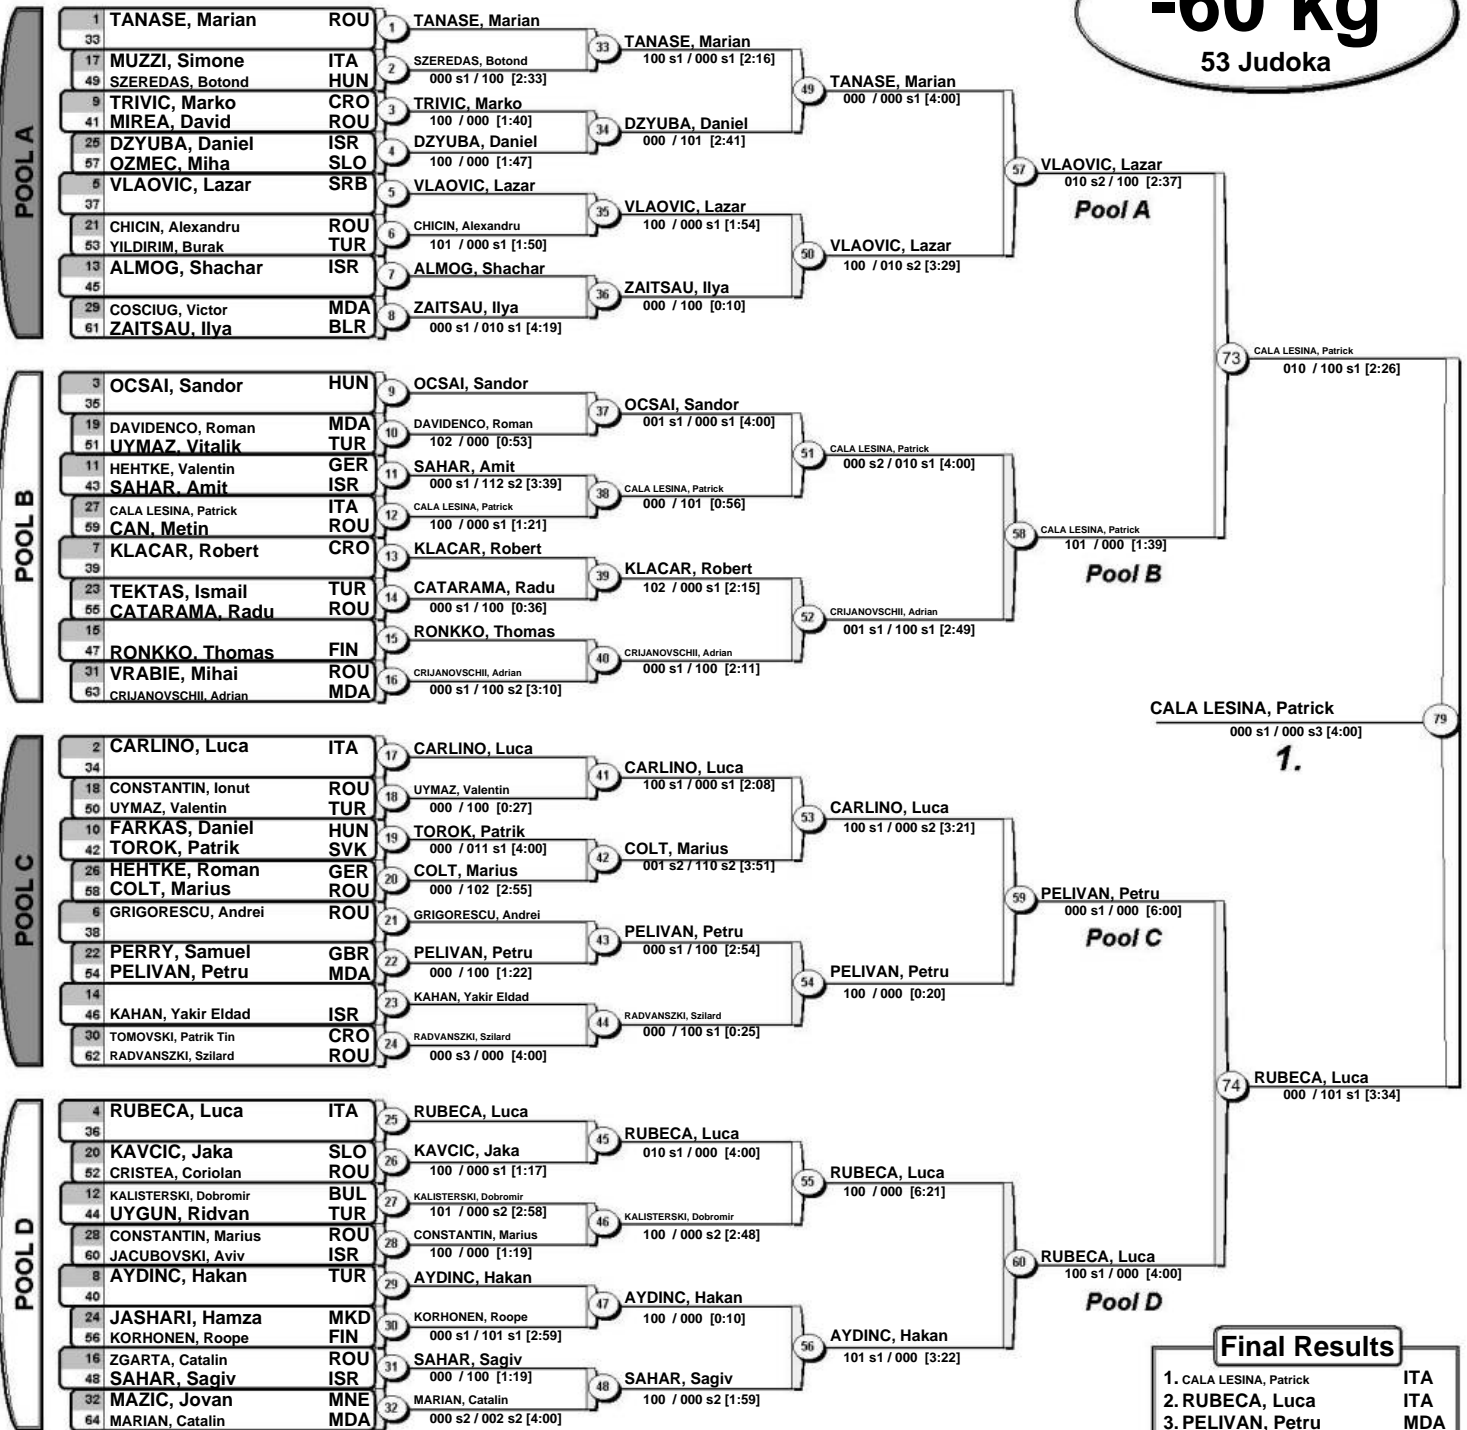 -60 kg
53 Judoka
POOL A
1 TANASE, Marian ROU
33
17 MUZZI, Simone ITA
49 SZEREDAS, Botond HUN
9 TRIVIC, Marko CRO
41 MIREA, David ROU
25 DZYUBA, Daniel ISR
57 OZMEC, Miha SLO
5 VLAOVIC, Lazar SRB
37
21 CHICIN, Alexandru ROU
53 YILDIRIM, Burak TUR
13 ALMOG, Shachar ISR
45
29 COSCIUG, Victor MDA
61 ZAITSAU, Ilya BLR
1 TANASE, Marian
2 SZEREDAS, Botond
000 s1 / 100 [2:33]
3 TRIVIC, Marko
100 / 000 [1:40]
4 DZYUBA, Daniel
100 / 000 [1:47]
5 VLAOVIC, Lazar
6 CHICIN, Alexandru
101 / 000 s1 [1:50]
7 ALMOG, Shachar
8 ZAITSAU, Ilya
000 s1 / 010 s1 [4:19]
33 TANASE, Marian
100 s1 / 000 s1 [2:16]
34 DZYUBA, Daniel
000 / 101 [2:41]
35 VLAOVIC, Lazar
100 / 000 s1 [1:54]
36 ZAITSAU, Ilya
000 / 100 [0:10]
49 TANASE, Marian
000 / 000 s1 [4:00]
50 VLAOVIC, Lazar
100 / 010 s2 [3:29]
57 VLAOVIC, Lazar
010 s2 / 100 [2:37]
Pool A
POOL B
3 OCSAI, Sandor HUN
35
19 DAVIDENCO, Roman MDA
51 UYMAZ, Vitalik TUR
11 HEHTKE, Valentin GER
43 SAHAR, Amit ISR
27 CALA LESINA, Patrick ITA
59 CAN, Metin ROU
7 KLACAR, Robert CRO
39
23 TEKTAS, Ismail TUR
55 CATARAMA, Radu ROU
15
47 RONKKO, Thomas FIN
31 VRABIE, Mihai ROU
63 CRIJANOVSCHII, Adrian MDA
9 OCSAI, Sandor
10 DAVIDENCO, Roman
102 / 000 [0:53]
11 SAHAR, Amit
000 s1 / 112 s2 [3:39]
12 CALA LESINA, Patrick
100 / 000 s1 [1:21]
13 KLACAR, Robert
14 CATARAMA, Radu
000 s1 / 100 [0:36]
15 RONKKO, Thomas
16 CRIJANOVSCHII, Adrian
000 s1 / 100 s2 [3:10]
37 OCSAI, Sandor
001 s1 / 000 s1 [4:00]
38 CALA LESINA, Patrick
000 / 101 [0:56]
39 KLACAR, Robert
102 / 000 s1 [2:15]
40 CRIJANOVSCHII, Adrian
000 s1 / 100 [2:11]
51 CALA LESINA, Patrick
000 s2 / 010 s1 [4:00]
52 CRIJANOVSCHII, Adrian
001 s1 / 100 s1 [2:49]
58 CALA LESINA, Patrick
101 / 000 [1:39]
Pool B
73 CALA LESINA, Patrick
010 / 100 s1 [2:26]
CALA LESINA, Patrick 79
000 s1 / 000 s3 [4:00]
1.
POOL C
2 CARLINO, Luca ITA
34
18 CONSTANTIN, Ionut ROU
50 UYMAZ, Valentin TUR
10 FARKAS, Daniel HUN
42 TOROK, Patrik SVK
26 HEHTKE, Roman GER
58 COLT, Marius ROU
6 GRIGORESCU, Andrei ROU
38
22 PERRY, Samuel GBR
54 PELIVAN, Petru MDA
14
46 KAHAN, Yakir Eldad ISR
30 TOMOVSKI, Patrik Tin CRO
62 RADVANSZKI, Szilard ROU
17 CARLINO, Luca
18 UYMAZ, Valentin
000 / 100 [0:27]
19 TOROK, Patrik
000 / 011 s1 [4:00]
20 COLT, Marius
000 / 102 [2:55]
21 GRIGORESCU, Andrei
22 PELIVAN, Petru
000 / 100 [1:22]
23 KAHAN, Yakir Eldad
24 RADVANSZKI, Szilard
000 s3 / 000 [4:00]
41 CARLINO, Luca
100 s1 / 000 s1 [2:08]
42 COLT, Marius
001 s2 / 110 s2 [3:51]
43 PELIVAN, Petru
000 s1 / 100 [2:54]
44 RADVANSZKI, Szilard
000 / 100 s1 [0:25]
53 CARLINO, Luca
100 s1 / 000 s2 [3:21]
54 PELIVAN, Petru
100 / 000 [0:20]
59 PELIVAN, Petru
000 s1 / 000 [6:00]
Pool C
POOL D
4 RUBECA, Luca ITA
36
20 KAVCIC, Jaka SLO
52 CRISTEA, Coriolan ROU
12 KALISTERSKI, Dobromir BUL
44 UYGUN, Ridvan TUR
28 CONSTANTIN, Marius ROU
60 JACUBOVSKI, Aviv ISR
8 AYDINC, Hakan TUR
40
24 JASHARI, Hamza MKD
56 KORHONEN, Roope FIN
16 ZGARTA, Catalin ROU
48 SAHAR, Sagiv ISR
32 MAZIC, Jovan MNE
64 MARIAN, Catalin MDA
25 RUBECA, Luca
26 KAVCIC, Jaka
100 / 000 s1 [1:17]
27 KALISTERSKI, Dobromir
101 / 000 s2 [2:58]
28 CONSTANTIN, Marius
100 / 000 [1:19]
29 AYDINC, Hakan
30 KORHONEN, Roope
000 s1 / 101 s1 [2:59]
31 SAHAR, Sagiv
000 / 100 [1:19]
32 MARIAN, Catalin
000 s2 / 002 s2 [4:00]
45 RUBECA, Luca
010 s1 / 000 [4:00]
46 KALISTERSKI, Dobromir
100 / 000 s2 [2:48]
47 AYDINC, Hakan
100 / 000 [0:10]
48 SAHAR, Sagiv
100 / 000 s2 [1:59]
55 RUBECA, Luca
100 / 000 [6:21]
56 AYDINC, Hakan
101 s1 / 000 [3:22]
60 RUBECA, Luca
100 s1 / 000 [4:00]
Pool D
74 RUBECA, Luca
000 / 101 s1 [3:34]
Final Results
1. CALA LESINA, Patrick ITA
2. RUBECA, Luca ITA
3. PELIVAN, Petru MDA